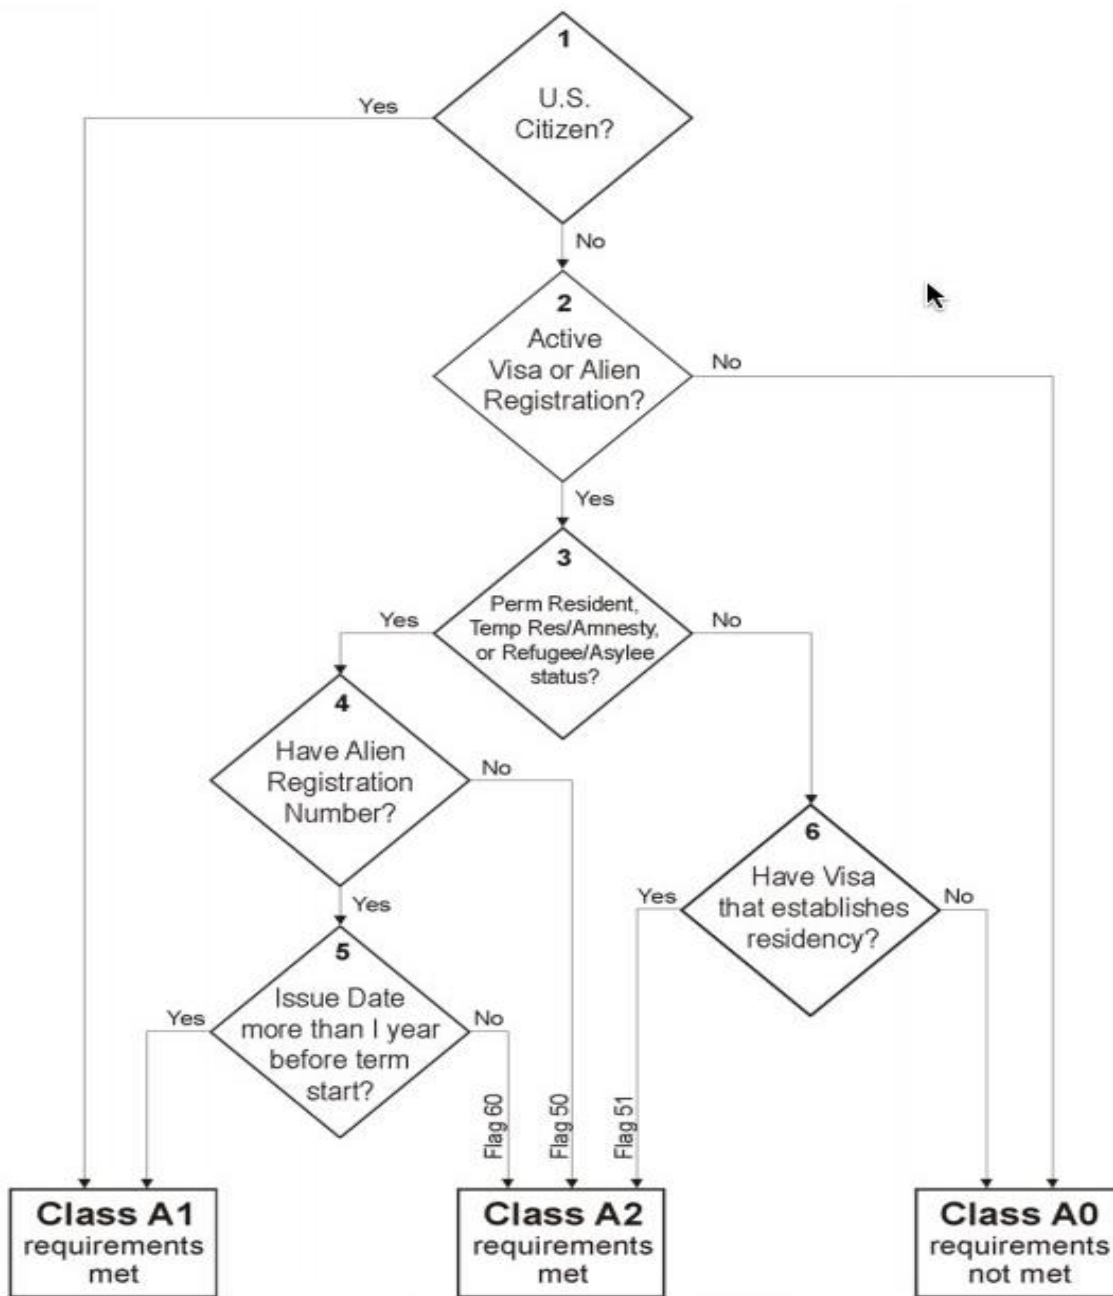 1
U.S.
Citizen?
Yes
No
2
Active
Visa or Alien
Registration?
No
Yes
3
Perm Resident,
Temp Res/Amnesty,
or Refugee/Asylee
status?
Yes
No
4
Have Alien
Registration
Number?
No
Yes
6
Have Visa
that establishes
residency?
Yes
No
5
Issue Date
more than I year
before term
start?
Yes
No
Flag 60
Flag 50
Flag 51
Class A1
requirements
met
Class A2
requirements
met
Class A0
requirements
not met